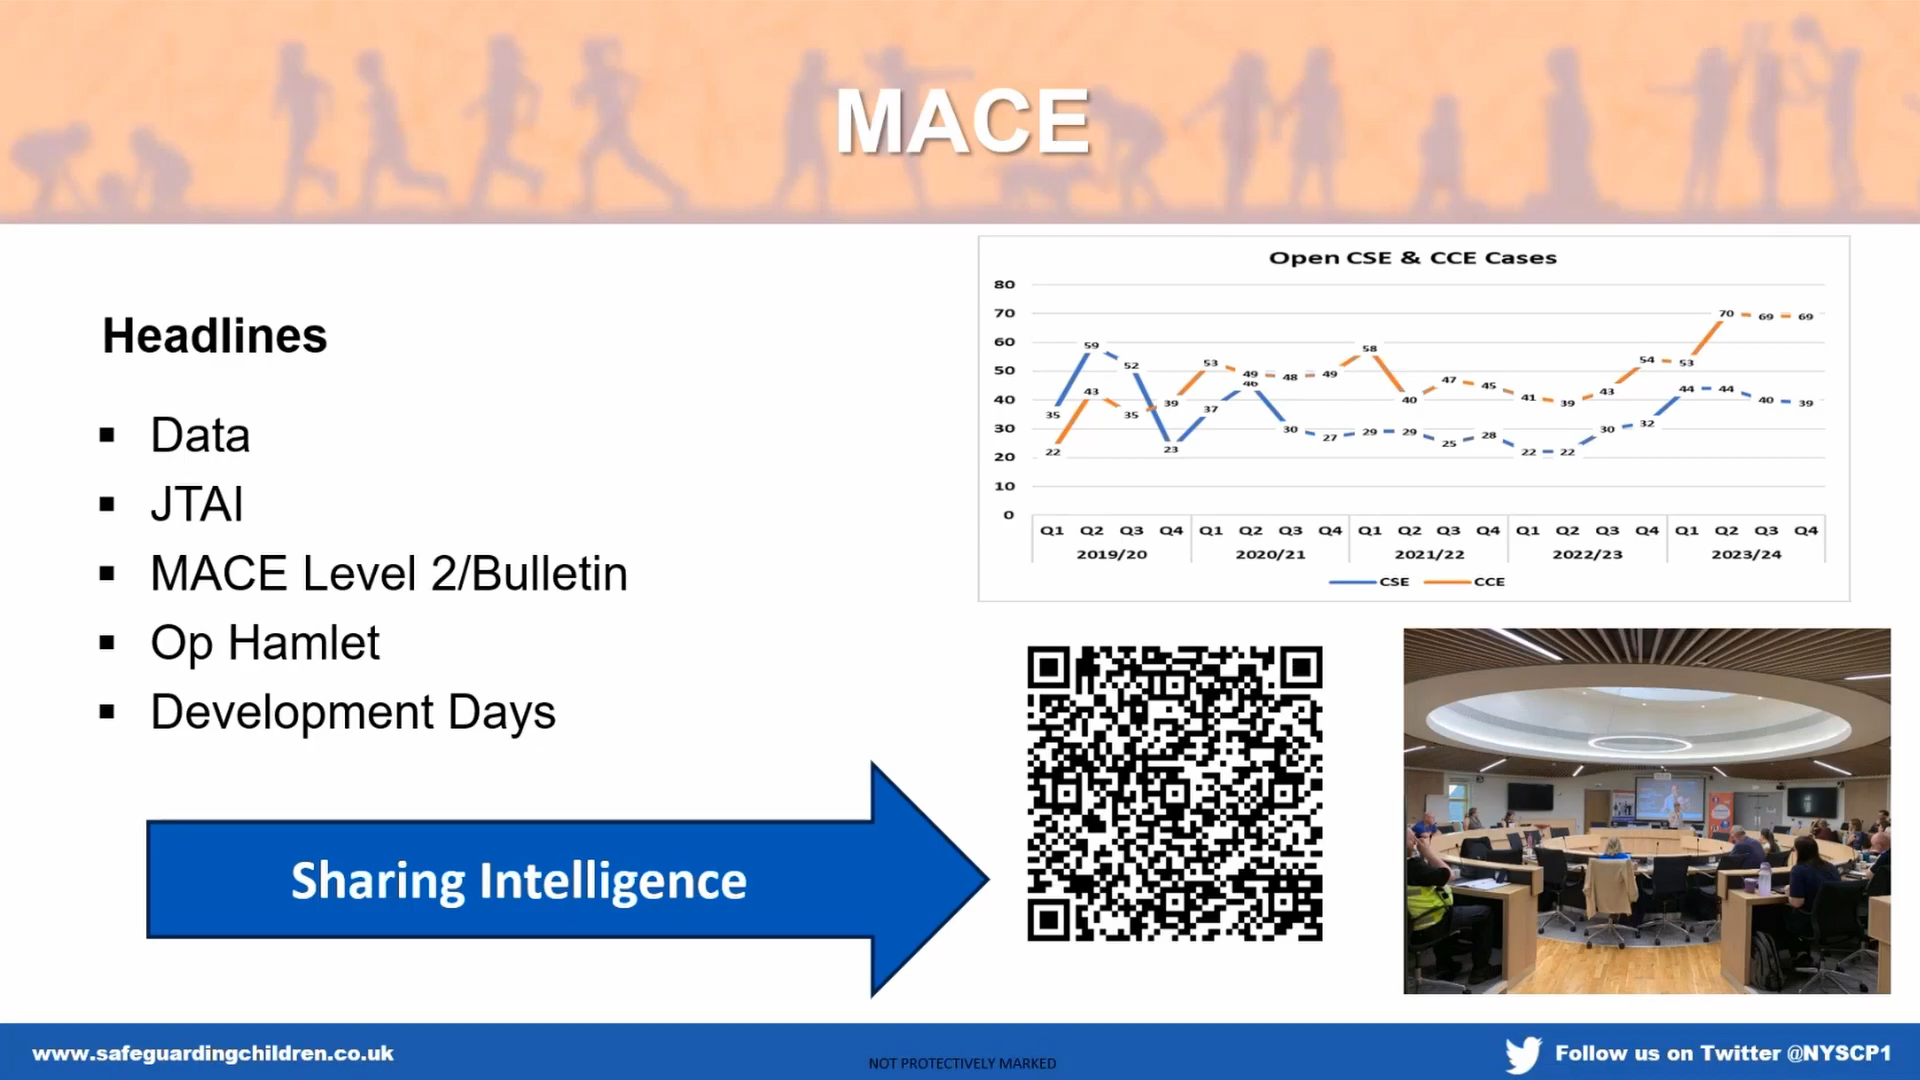 MACE
Headlines
▪ Data
▪ JTAI
▪ MACE Level 2/Bulletin
▪ Op Hamlet
▪ Development Days
Sharing Intelligence
Open CSE & CCE Cases
80
70
60
50
40
30
20
10
0
35 59 52 23 37 46 30 27 29 29 25 28 22 22 30 32 44 44 40 39
22 43 35 39 53 49 48 49 58 40 47 45 41 39 43 54 53 70 69 69
Q1 Q2 Q3 Q4 Q1 Q2 Q3 Q4 Q1 Q2 Q3 Q4 Q1 Q2 Q3 Q4 Q1 Q2 Q3 Q4
2019/20 2020/21 2021/22 2022/23 2023/24
CSE CCE
www.safeguardingchildren.co.uk
NOT PROTECTIVELY MARKED
Follow us on Twitter @NYSCP1